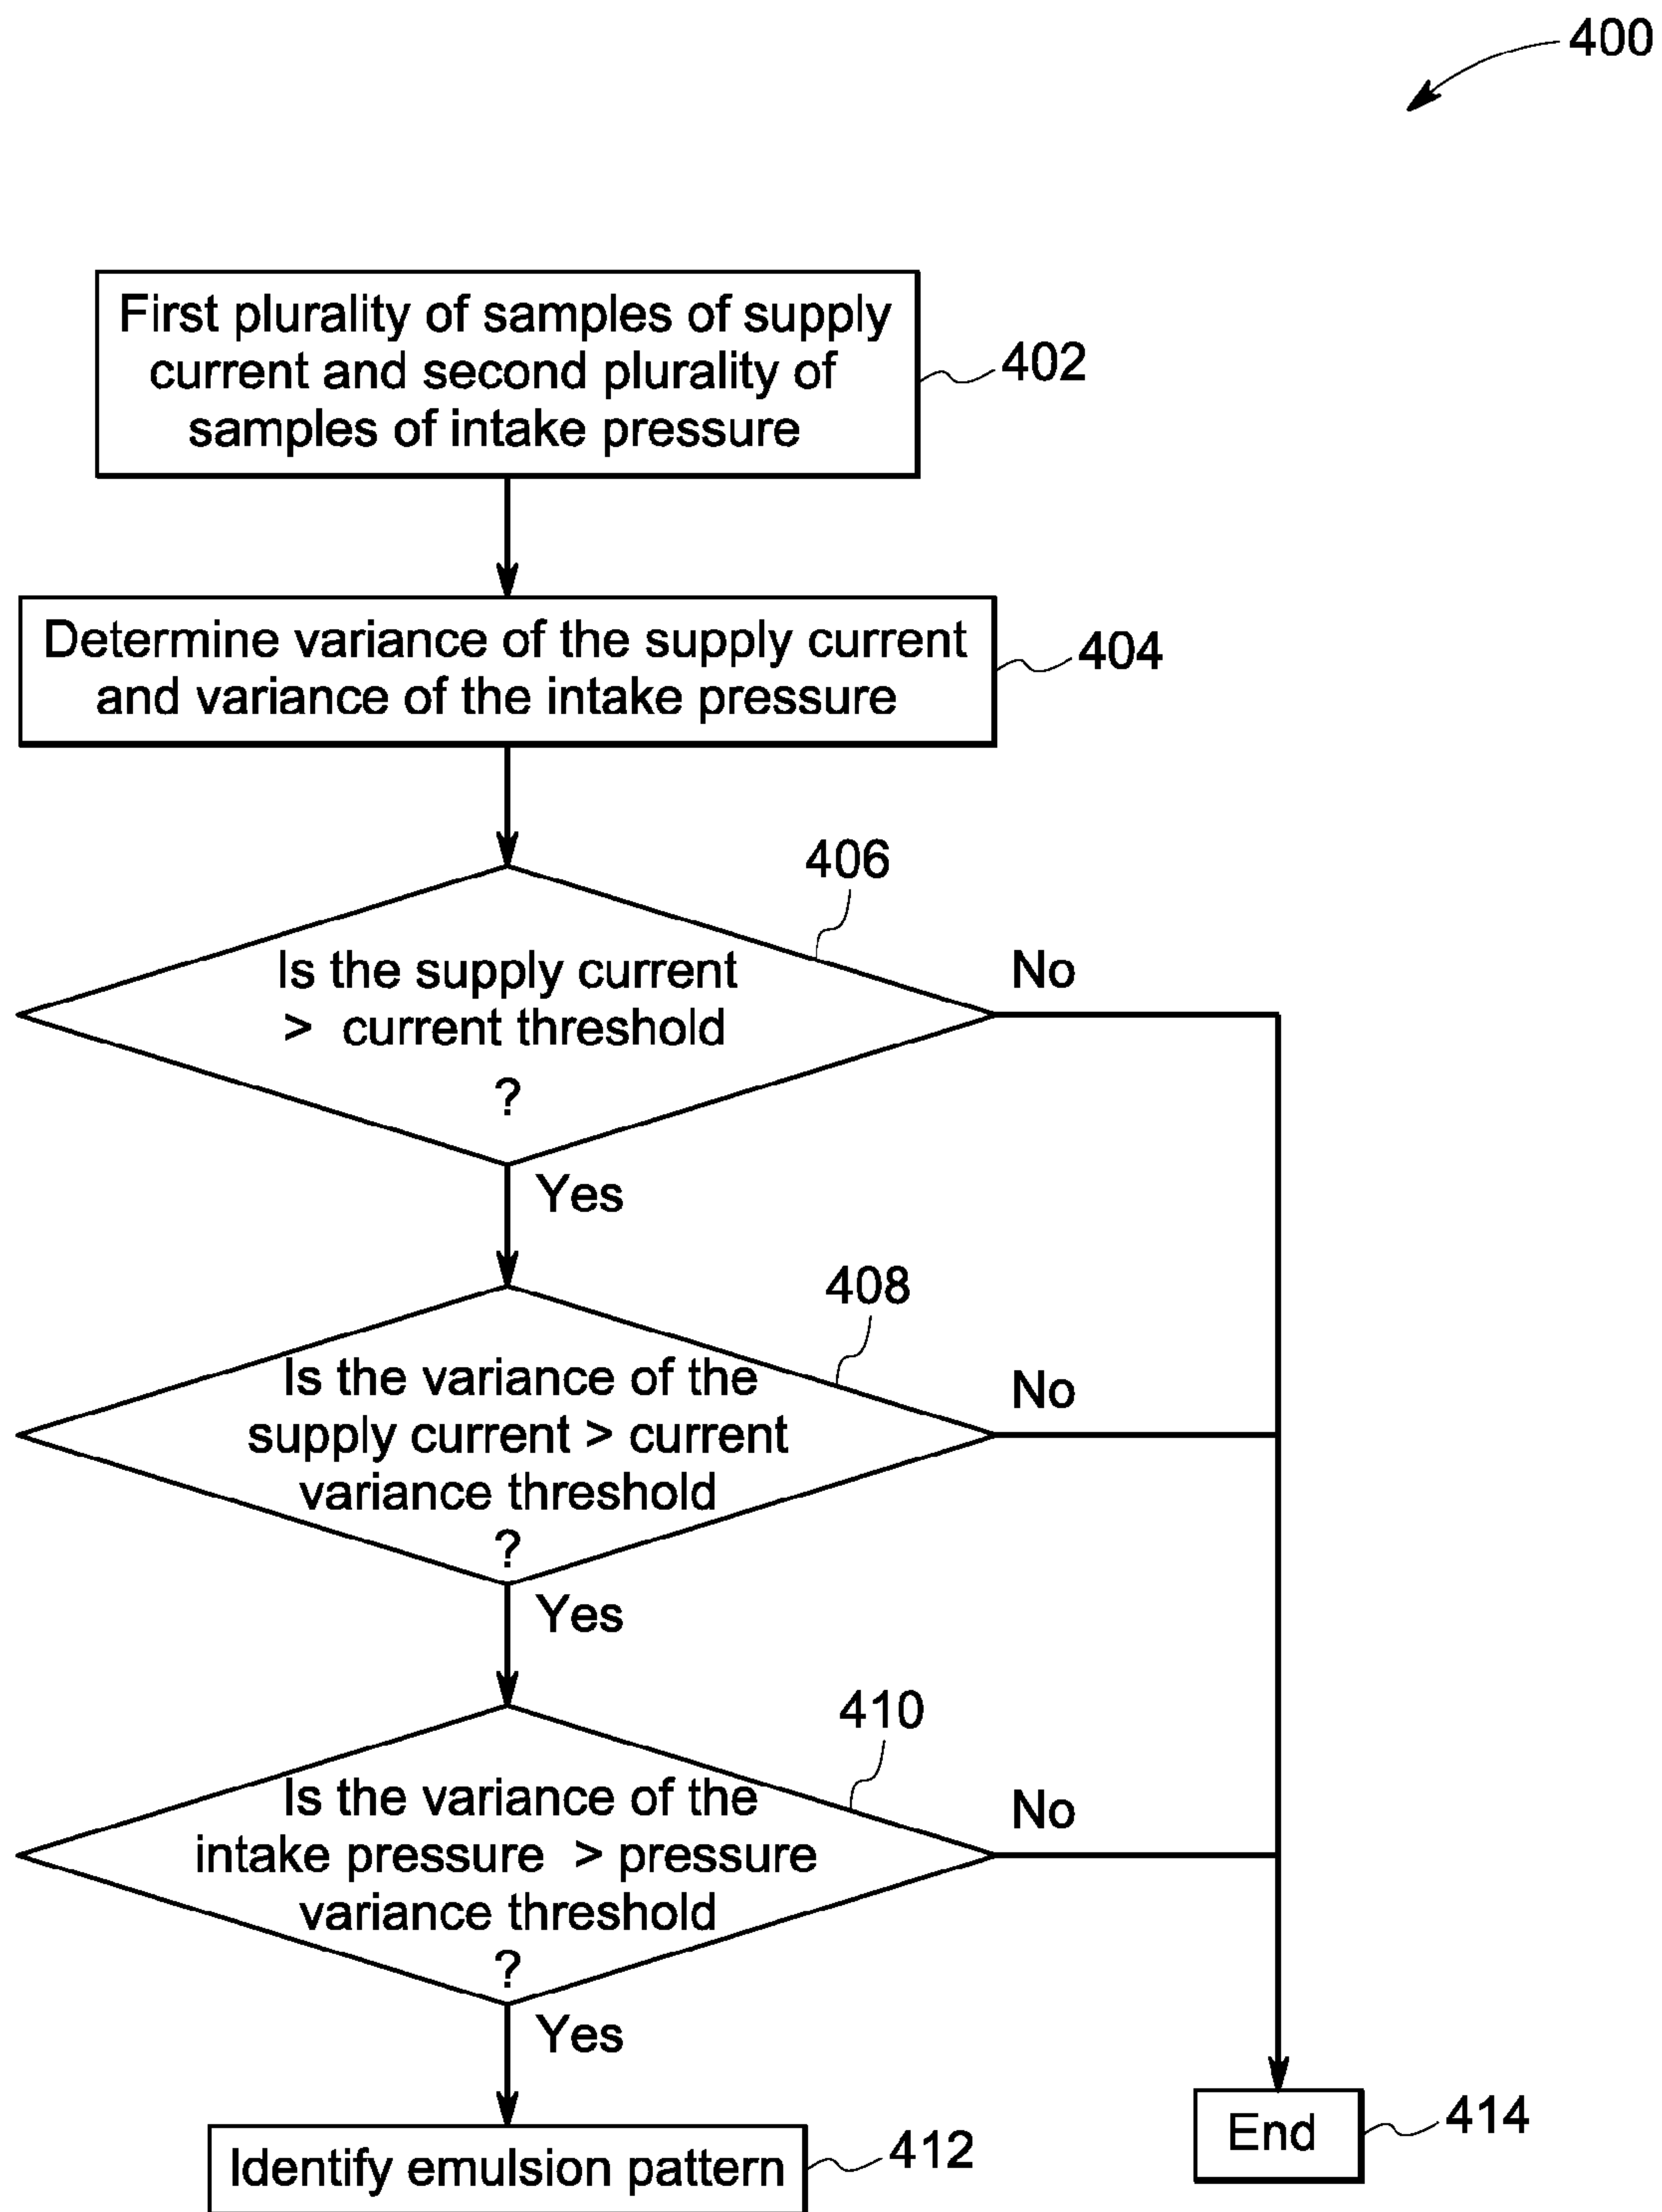 400
First plurality of samples of supply
current and second plurality of
samples of intake pressure
402
Determine variance of the supply current
and variance of the intake pressure
404
406
Is the supply current
> current threshold
?
No
Yes
408
Is the variance of the
supply current > current
variance threshold
?
No
Yes
410
Is the variance of the
intake pressure > pressure
variance threshold
?
No
Yes
Identify emulsion pattern
412
End
414